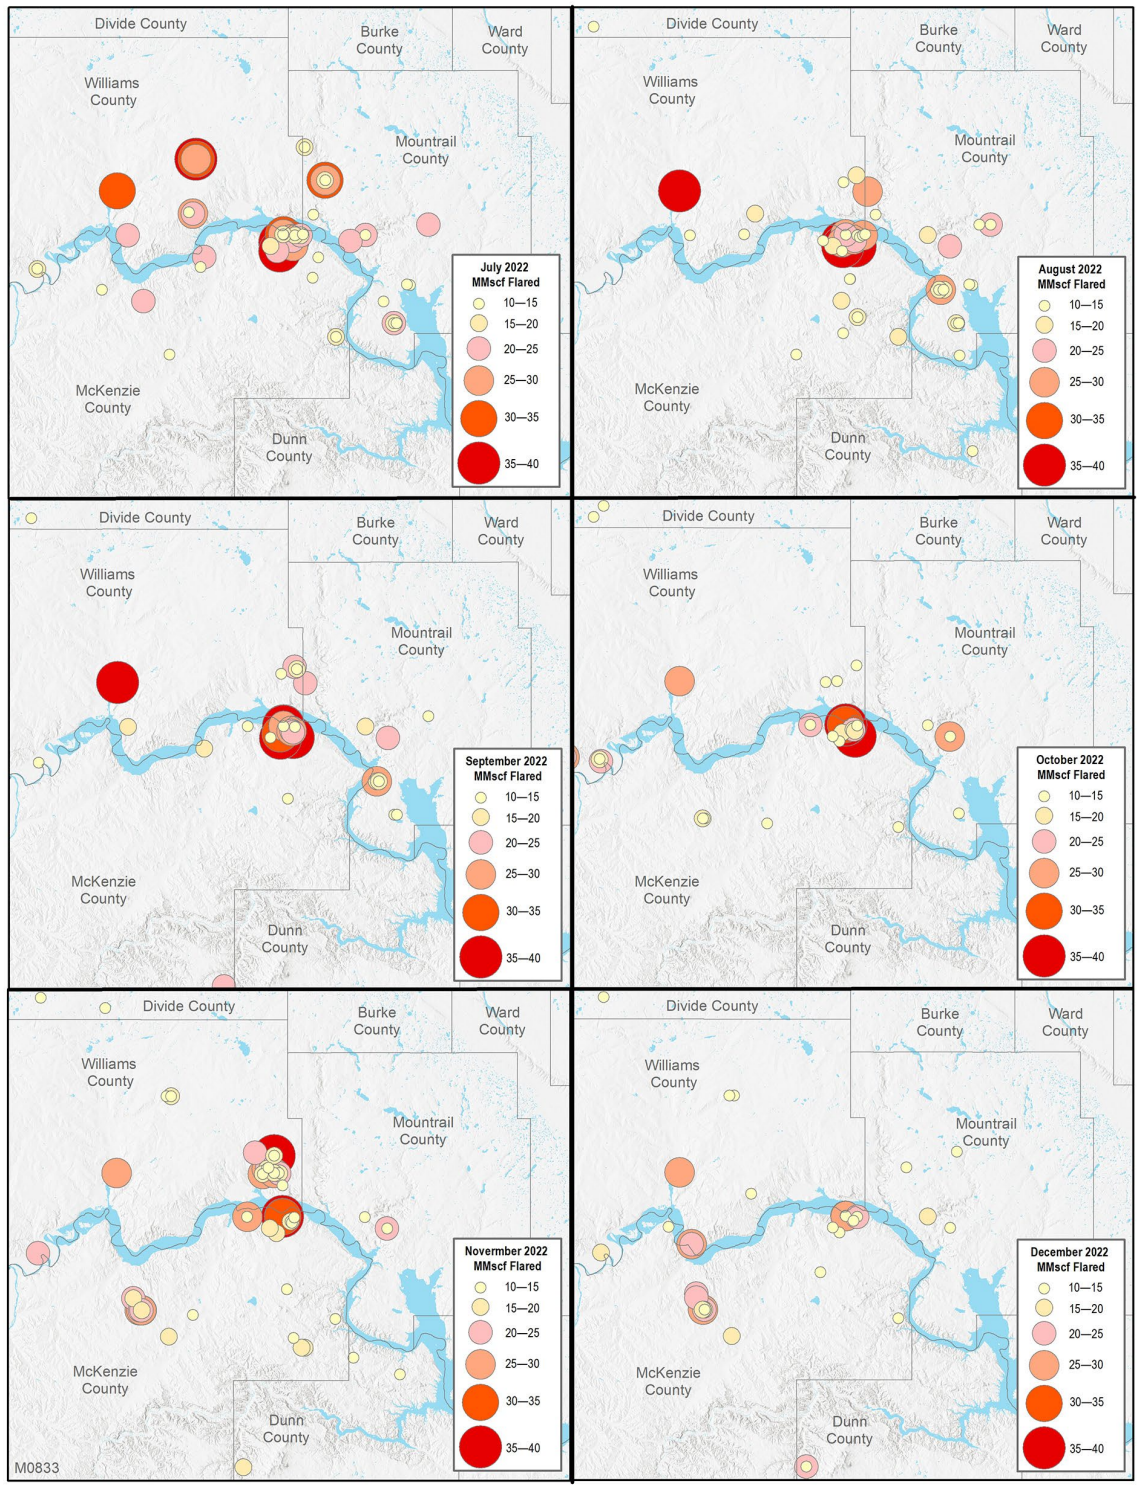 Divide County
Burke
County
Ward
County
Williams
County
Mountrail
County
McKenzie
County
Dunn
County
July 2022
MMscf Flared
10—15
15—20
20—25
25—30
30—35
35—40
Divide County
Burke
County
Ward
County
Williams
County
Mountrail
County
McKenzie
County
Dunn
County
August 2022
MMscf Flared
10—15
15—20
20—25
25—30
30—35
35—40
Divide County
Burke
County
Ward
County
Williams
County
Mountrail
County
McKenzie
County
Dunn
County
September 2022
MMscf Flared
10—15
15—20
20—25
25—30
30—35
35—40
Divide County
Burke
County
Ward
County
Williams
County
Mountrail
County
McKenzie
County
Dunn
County
October 2022
MMscf Flared
10—15
15—20
20—25
25—30
30—35
35—40
Divide County
Burke
County
Ward
County
Williams
County
Mountrail
County
McKenzie
County
Dunn
County
Novermber 2022
MMscf Flared
10—15
15—20
20—25
25—30
30—35
35—40
M0833
Divide County
Burke
County
Ward
County
Williams
County
Mountrail
County
McKenzie
County
Dunn
County
December 2022
MMscf Flared
10—15
15—20
20—25
25—30
30—35
35—40